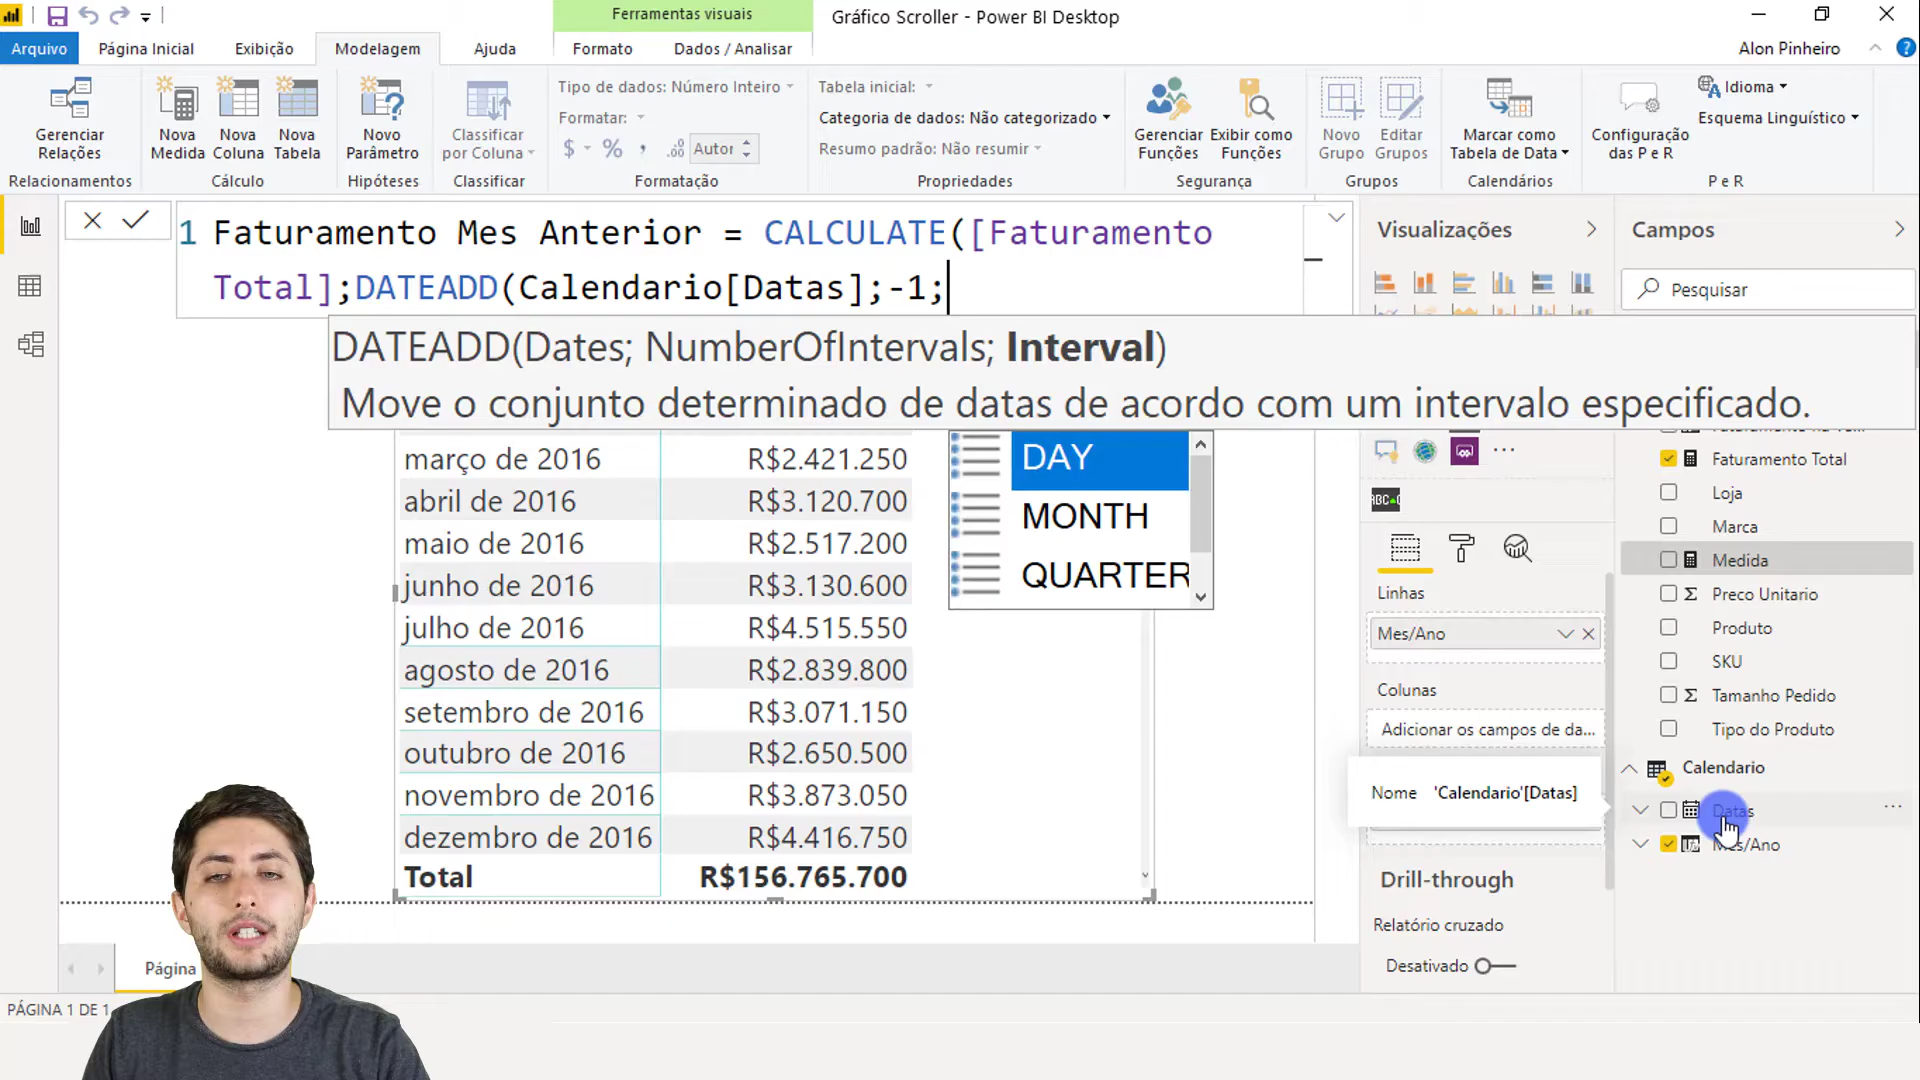 Ferramentas visuais
Gráfico Scroller - Power BI Desktop
Arquivo
Página Inicial
Exibição
Modelagem
Ajuda
Formato
Dados / Analisar
Alon Pinheiro
Gerenciar Relações
Nova Medida
Nova Coluna
Nova Tabela
Novo Parâmetro
Classificar por Coluna
Tipo de dados: Número Inteiro
Formatar:
$ % , .00 Autor
Tabela inicial:
Categoria de dados: Não categorizado
Resumo padrão: Não resumir
Gerenciar Funções
Exibir como Funções
Novo Grupo
Editar Grupos
Marcar como Tabela de Data
Configuração das P e R
Idioma
Esquema Linguístico
Relacionamentos
Cálculo
Hipóteses
Classificar
Formatação
Propriedades
Segurança
Grupos
Calendários
P e R
1 Faturamento Mes Anterior = CALCULATE([Faturamento
Total];DATEADD(Calendario[Datas];-1;
DATEADD(Dates; NumberOfIntervals; Interval)
Move o conjunto determinado de datas de acordo com um intervalo especificado.
DAY
MONTH
QUARTER
março de 2016 R$2.421.250
abril de 2016 R$3.120.700
maio de 2016 R$2.517.200
junho de 2016 R$3.130.600
julho de 2016 R$4.515.550
agosto de 2016 R$2.839.800
setembro de 2016 R$3.071.150
outubro de 2016 R$2.650.500
novembro de 2016 R$3.873.050
dezembro de 2016 R$4.416.750
Total R$156.765.700
Visualizações
ABC
Linhas
Mes/Ano
Colunas
Adicionar os campos de da...
Nome 'Calendario'[Datas]
Drill-through
Relatório cruzado
Desativado
Campos
Pesquisar
Faturamento Total
Loja
Marca
Medida
Preco Unitario
Produto
SKU
Tamanho Pedido
Tipo do Produto
Calendario
Datas
Mes/Ano
Página
PÁGINA 1 DE 1